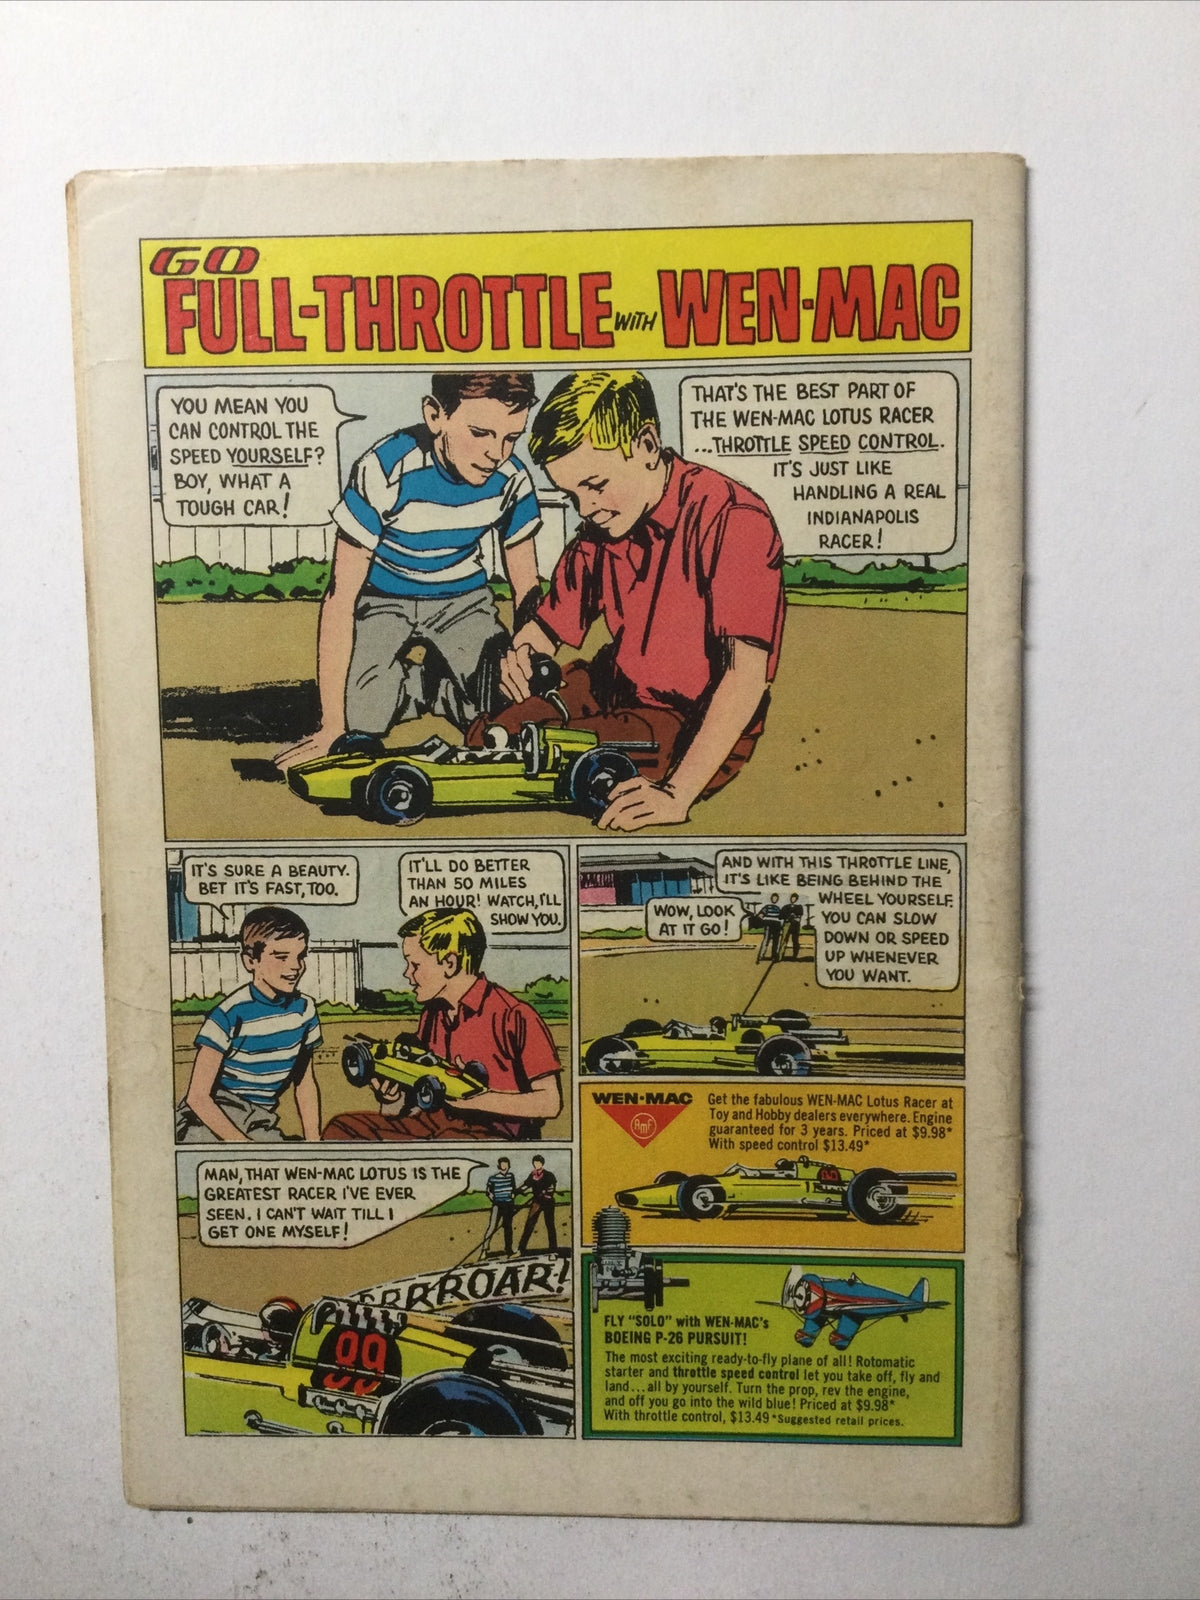 GO
FULL-THROTTLE WITH WEN-MAC
YOU MEAN YOU
CAN CONTROL THE
SPEED YOURSELF?
BOY, WHAT A
TOUGH CAR!
THAT'S THE BEST PART OF
THE WEN-MAC LOTUS RACER
...THROTTLE SPEED CONTROL.
IT'S JUST LIKE
HANDLING A REAL
INDIANAPOLIS
RACER!
IT'S SURE A BEAUTY.
BET IT'S FAST, TOO.
IT'LL DO BETTER
THAN 50 MILES
AN HOUR! WATCH, I'LL
SHOW YOU.
WOW, LOOK
AT IT GO!
AND WITH THIS THROTTLE LINE,
IT'S LIKE BEING BEHIND THE
WHEEL YOURSELF.
YOU CAN SLOW
DOWN OR SPEED
UP WHENEVER
YOU WANT.
MAN, THAT WEN-MAC LOTUS IS THE
GREATEST RACER I'VE EVER
SEEN. I CAN'T WAIT TILL I
GET ONE MYSELF!
RRRROAR!
99
WEN·MAC
AMF
Get the fabulous WEN-MAC Lotus Racer at
Toy and Hobby dealers everywhere. Engine
guaranteed for 3 years. Priced at $9.98*
With speed control $13.49*
FLY "SOLO" with WEN-MAC's
BOEING P-26 PURSUIT!
The most exciting ready-to-fly plane of all! Rotomatic
starter and throttle speed control let you take off, fly and
land...all by yourself. Turn the prop, rev the engine,
and off you go into the wild blue! Priced at $9.98*
With throttle control, $13.49 *Suggested retail prices.